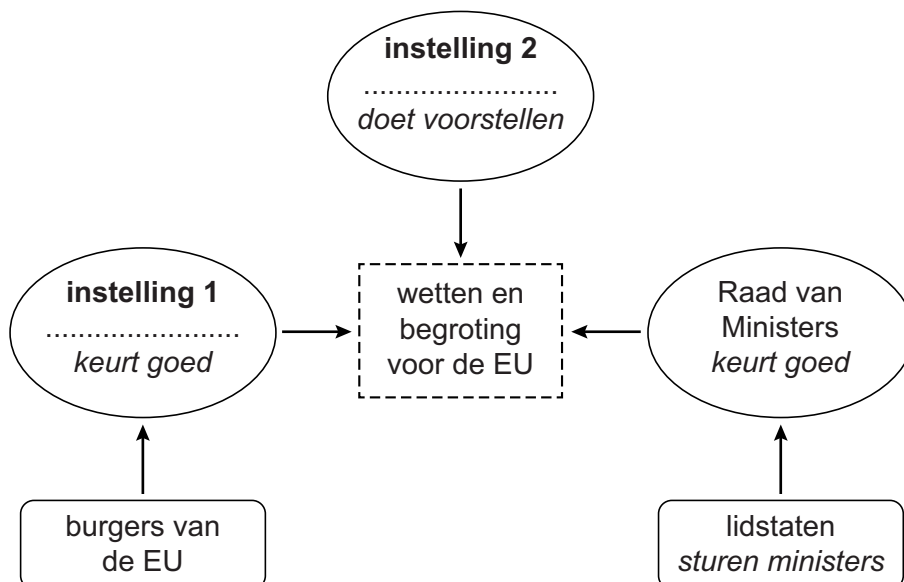 instelling 2
........................
doet voorstellen
instelling 1
........................
keurt goed
wetten en
begroting
voor de EU
Raad van
Ministers
keurt goed
burgers van
de EU
lidstaten
sturen ministers